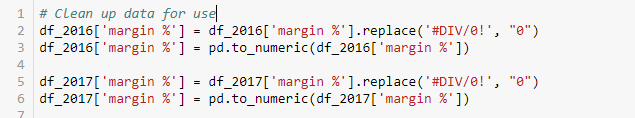 1 # Clean up data for use
2 df_2016['margin %'] = df_2016['margin %'].replace('#DIV/0!', "0")
3 df_2016['margin %'] = pd.to_numeric(df_2016['margin %'])
4
5 df_2017['margin %'] = df_2017['margin %'].replace('#DIV/0!', "0")
6 df_2017['margin %'] = pd.to_numeric(df_2017['margin %'])
7